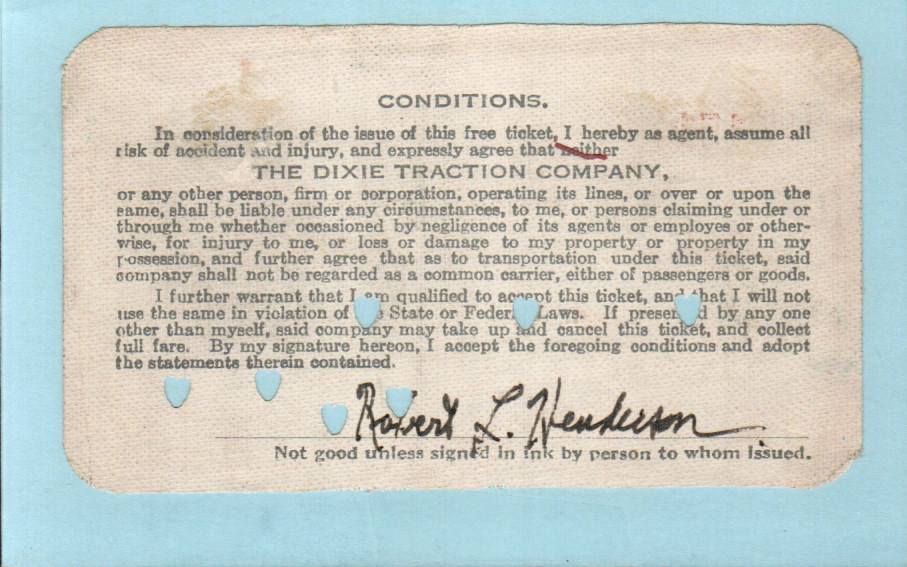 CONDITIONS.
In consideration of the issue of this free ticket, I hereby as agent, assume all
risk of accident and injury, and expressly agree that neither
THE DIXIE TRACTION COMPANY,
or any other person, firm or corporation, operating its lines, or over or upon the
same, shall be liable under any circumstances, to me, or persons claiming under or
through me whether occasioned by negligence of its agents or employes or other-
wise, for injury to me, or loss or damage to my property or property in my
possession, and further agree that as to transportation under this ticket, said
company shall not be regarded as a common carrier, either of passengers or goods.
I further warrant that I am qualified to accept this ticket, and that I will not
use the same in violation of State or Federal Laws. If presented by any one
other than myself, said company may take up and cancel this ticket, and collect
full fare. By my signature hereon, I accept the foregoing conditions and adopt
the statements therein contained.
Robert L. Henderson
Not good unless signed in ink by person to whom issued.